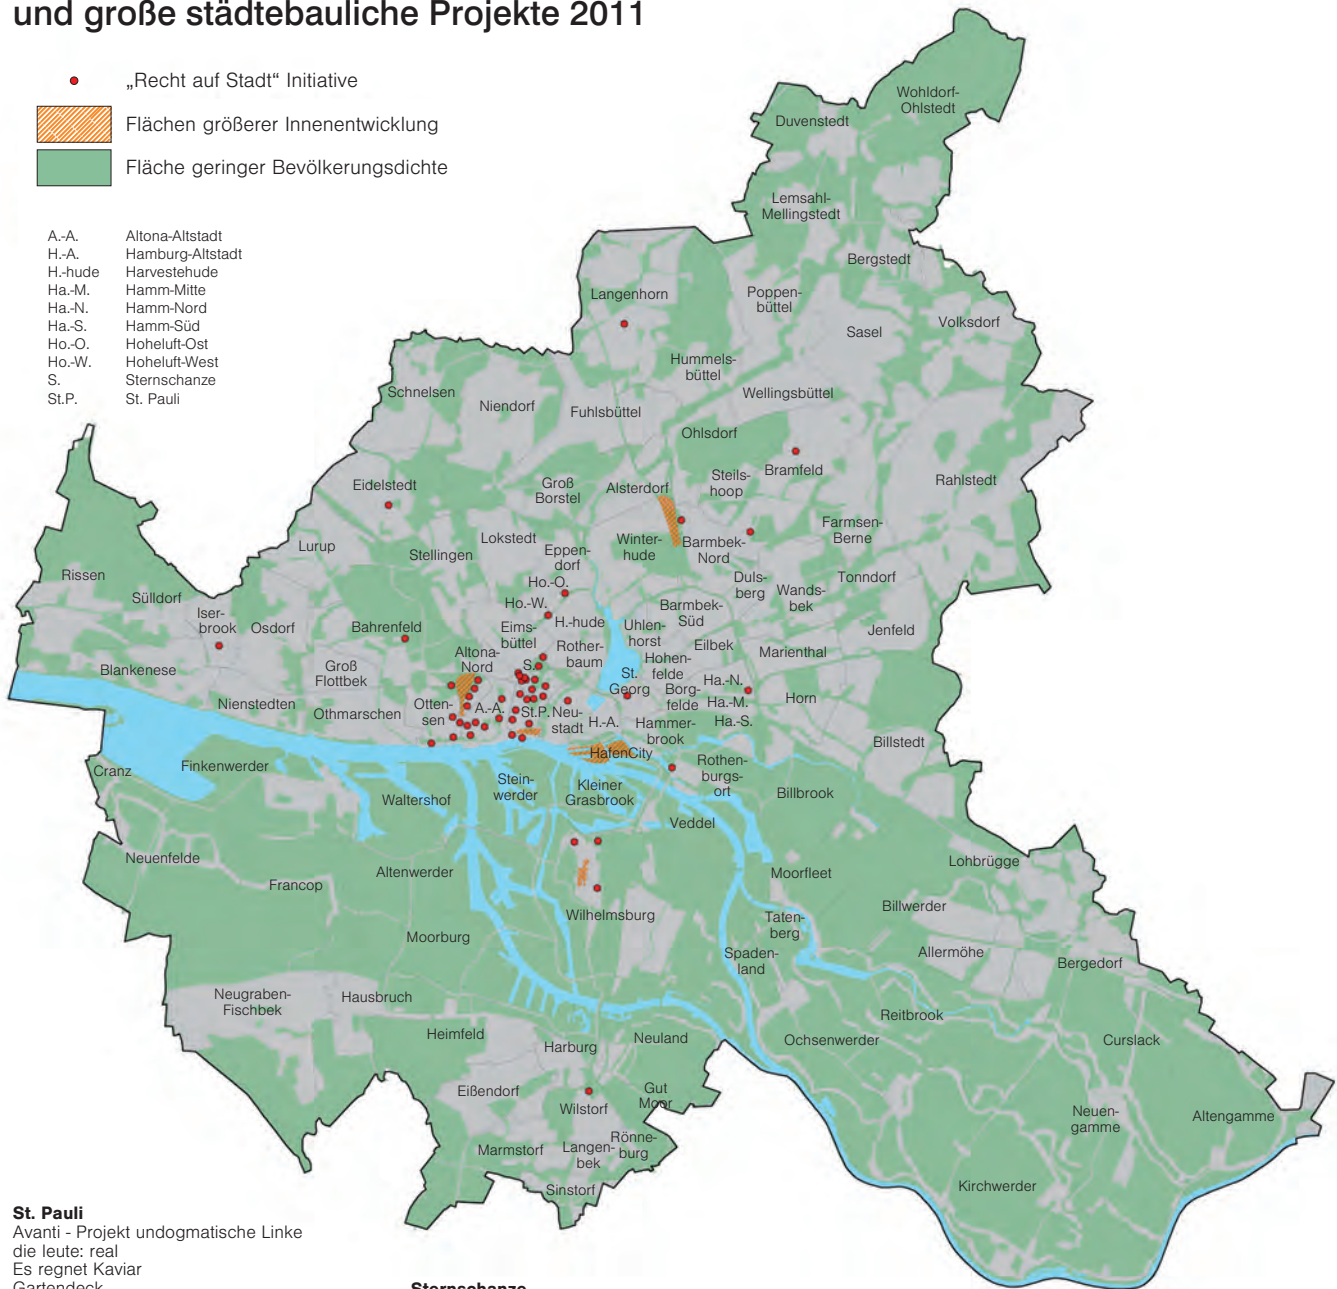 und große städtebauliche Projekte 2011
„Recht auf Stadt“ Initiative
Flächen größerer Innenentwicklung
Fläche geringer Bevölkerungsdichte
A.-A. Altona-Altstadt
H.-A. Hamburg-Altstadt
H.-hude Harvestehude
Ha.-M. Hamm-Mitte
Ha.-N. Hamm-Nord
Ha.-S. Hamm-Süd
Ho.-O. Hoheluft-Ost
Ho.-W. Hoheluft-West
S. Sternschanze
St.P. St. Pauli
Wohldorf-
Ohlstedt
Duvenstedt
Lemsahl-
Mellingstedt
Bergstedt
Langenhorn
Poppen-
büttel
Sasel
Volksdorf
Hummels-
büttel
Wellingsbüttel
Schnelsen
Niendorf
Fuhlsbüttel
Ohlsdorf
Bramfeld
Steils-
hoop
Rahlstedt
Eidelstedt
Groß
Borstel
Alsterdorf
Farmsen-
Berne
Lurup
Stellingen
Lokstedt
Eppen-
dorf
Winter-
hude
Barmbek-
Nord
Rissen
Sülldorf
Iser-
brook
Osdorf
Bahrenfeld
Ho.-O.
Ho.-W.
H.-hude
Eims-
büttel
Uhlen-
horst
Barmbek-
Süd
Duls-
berg
Wands-
bek
Tonndorf
Jenfeld
Blankenese
Groß
Flottbek
Altona-
Nord
S.
Rother-
baum
St.
Georg
Hohen-
felde
Eilbek
Marienthal
Nienstedten
Othmarschen
Otten-
sen
A.-A.
St.P.
Neu-
stadt
H.-A.
Borg-
felde
Hammer-
brook
Ha.-N.
Ha.-M.
Ha.-S.
Horn
Billstedt
Cranz
Finkenwerder
Waltershof
Stein-
werder
Kleiner
Grasbrook
HafenCity
Rothen-
burgs-
ort
Billbrook
Veddel
Neuenfelde
Francop
Altenwerder
Moorfleet
Lohbrügge
Wilhelmsburg
Billwerder
Moorburg
Taten-
berg
Spaden-
land
Allermöhe
Bergedorf
Neugraben-
Fischbek
Hausbruch
Heimfeld
Harburg
Neuland
Reitbrook
Ochsenwerder
Curslack
Eißendorf
Wilstorf
Gut
Moor
Neuen-
gamme
Altengamme
Marmstorf
Langen-
bek
Rönne-
burg
Sinstorf
Kirchwerder
St. Pauli
Avanti - Projekt undogmatische Linke
die leute: real
Es regnet Kaviar
Gartendeck
Sternschanze